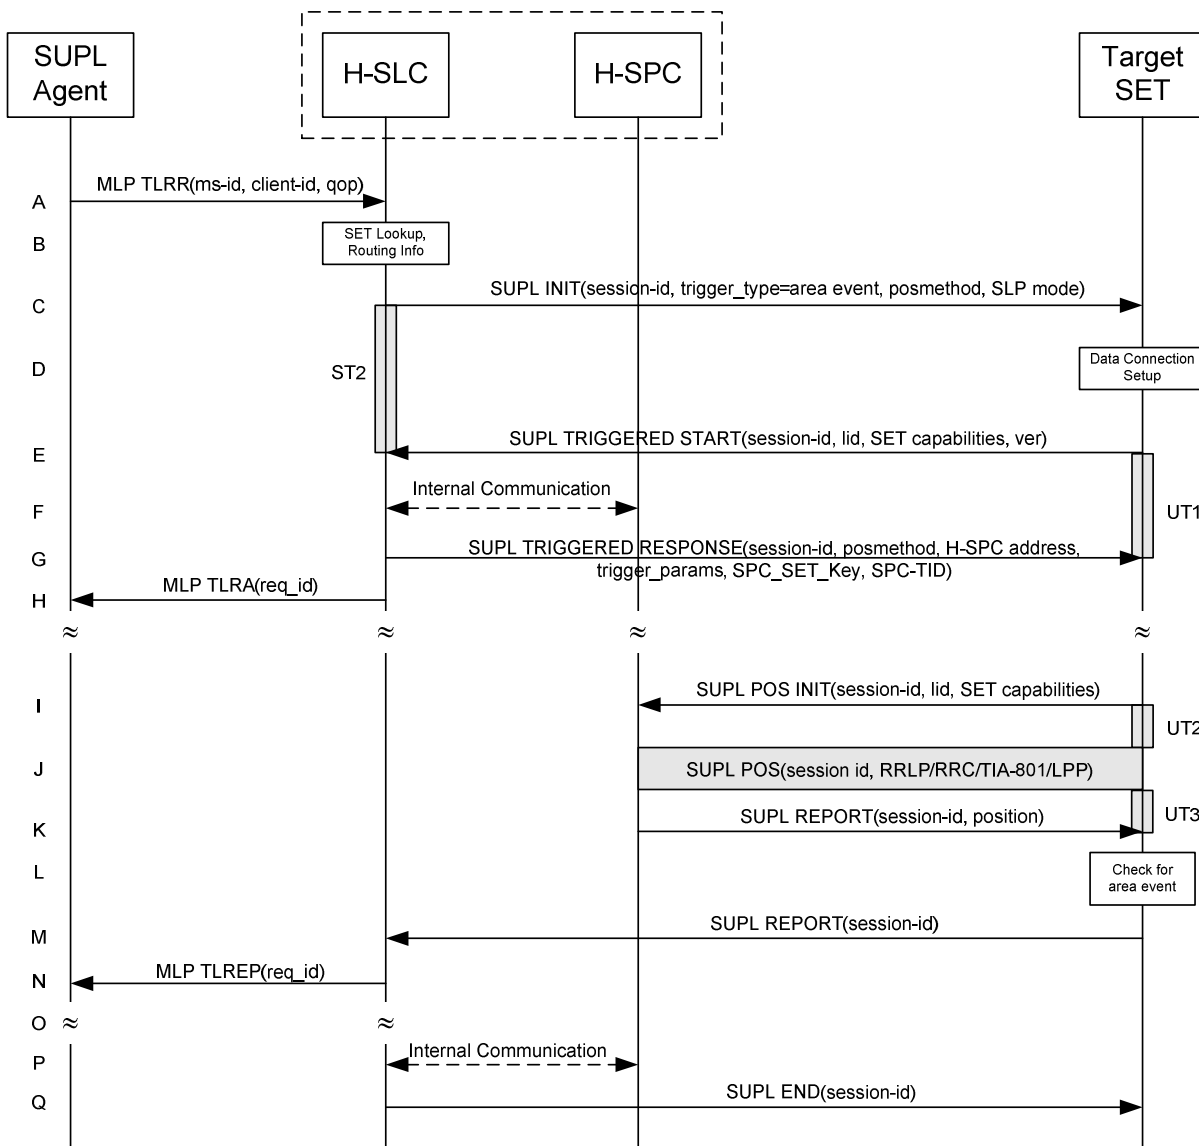 SUPL
Agent
H-SLC
H-SPC
Target
SET
A
MLP TLRR(ms-id, client-id, qop)
B
SET Lookup,
Routing Info
C
SUPL INIT(session-id, trigger_type=area event, posmethod, SLP mode)
D
ST2
Data Connection
Setup
E
SUPL TRIGGERED START(session-id, lid, SET capabilities, ver)
F
Internal Communication
UT1
G
SUPL TRIGGERED RESPONSE(session-id, posmethod, H-SPC address,
trigger_params, SPC_SET_Key, SPC-TID)
H
MLP TLRA(req_id)
≈ ≈ ≈ ≈
I
SUPL POS INIT(session-id, lid, SET capabilities)
UT2
J
SUPL POS(session id, RRLP/RRC/TIA-801/LPP)
K
SUPL REPORT(session-id, position)
UT3
L
Check for
area event
M
SUPL REPORT(session-id)
N
MLP TLREP(req_id)
O ≈ ≈
P
Internal Communication
Q
SUPL END(session-id)